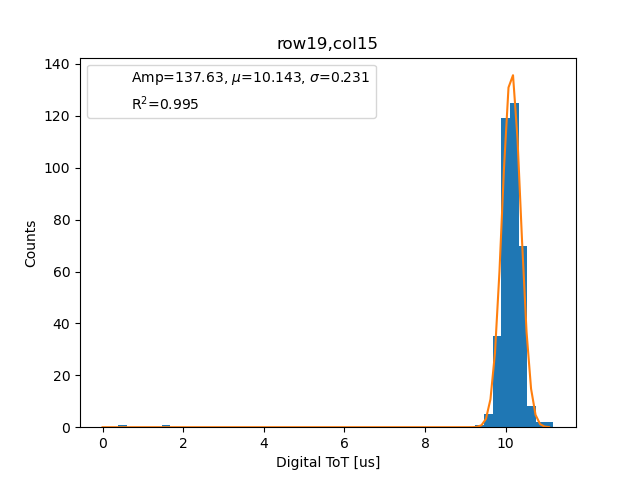 row19,col15
Amp=137.63, μ=10.143, σ=0.231
R²=0.995
140
120
100
80
60
40
20
0
Counts
0 2 4 6 8 10
Digital ToT [us]